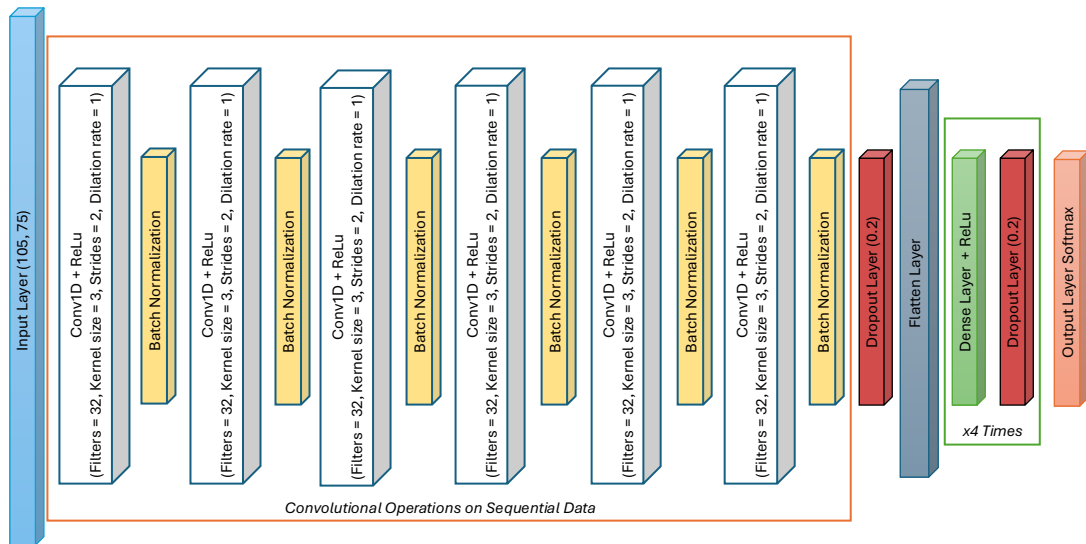 Input Layer (105, 75)
Conv1D + ReLu
(Filters = 32, Kernel size = 3, Strides = 2, Dilation rate = 1)
Batch Normalization
Conv1D + ReLu
(Filters = 32, Kernel size = 3, Strides = 2, Dilation rate = 1)
Batch Normalization
Conv1D + ReLu
(Filters = 32, Kernel size = 3, Strides = 2, Dilation rate = 1)
Batch Normalization
Conv1D + ReLu
(Filters = 32, Kernel size = 3, Strides = 2, Dilation rate = 1)
Batch Normalization
Conv1D + ReLu
(Filters = 32, Kernel size = 3, Strides = 2, Dilation rate = 1)
Batch Normalization
Conv1D + ReLu
(Filters = 32, Kernel size = 3, Strides = 2, Dilation rate = 1)
Batch Normalization
Convolutional Operations on Sequential Data
Dropout Layer (0.2)
Flatten Layer
Dense Layer + ReLu
Dropout Layer (0.2)
x4 Times
Output Layer Softmax